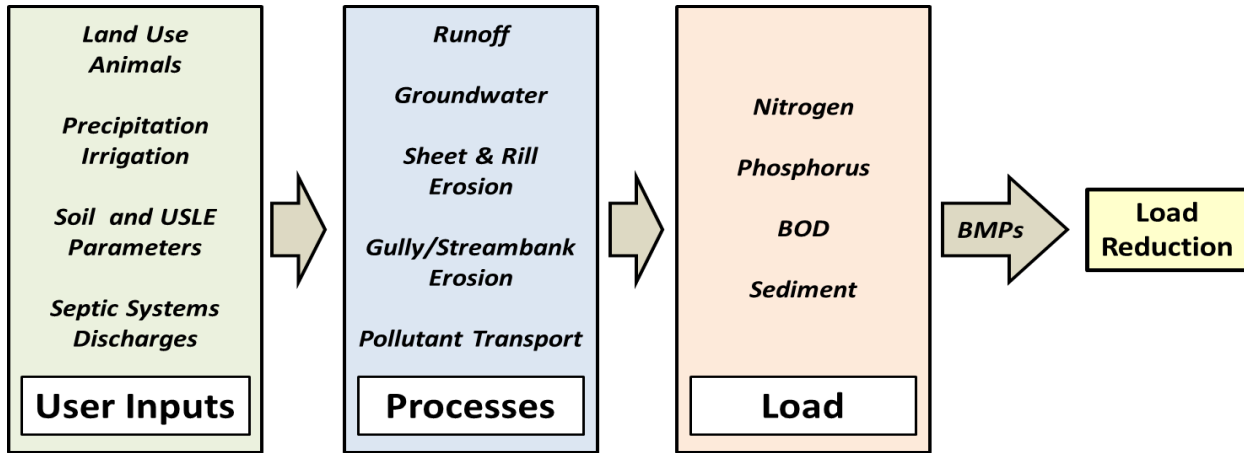 Land Use
Animals
Precipitation
Irrigation
Soil and USLE
Parameters
Septic Systems
Discharges
User Inputs
Runoff
Groundwater
Sheet & Rill
Erosion
Gully/Streambank
Erosion
Pollutant Transport
Processes
Nitrogen
Phosphorus
BOD
Sediment
Load
BMPs
Load
Reduction